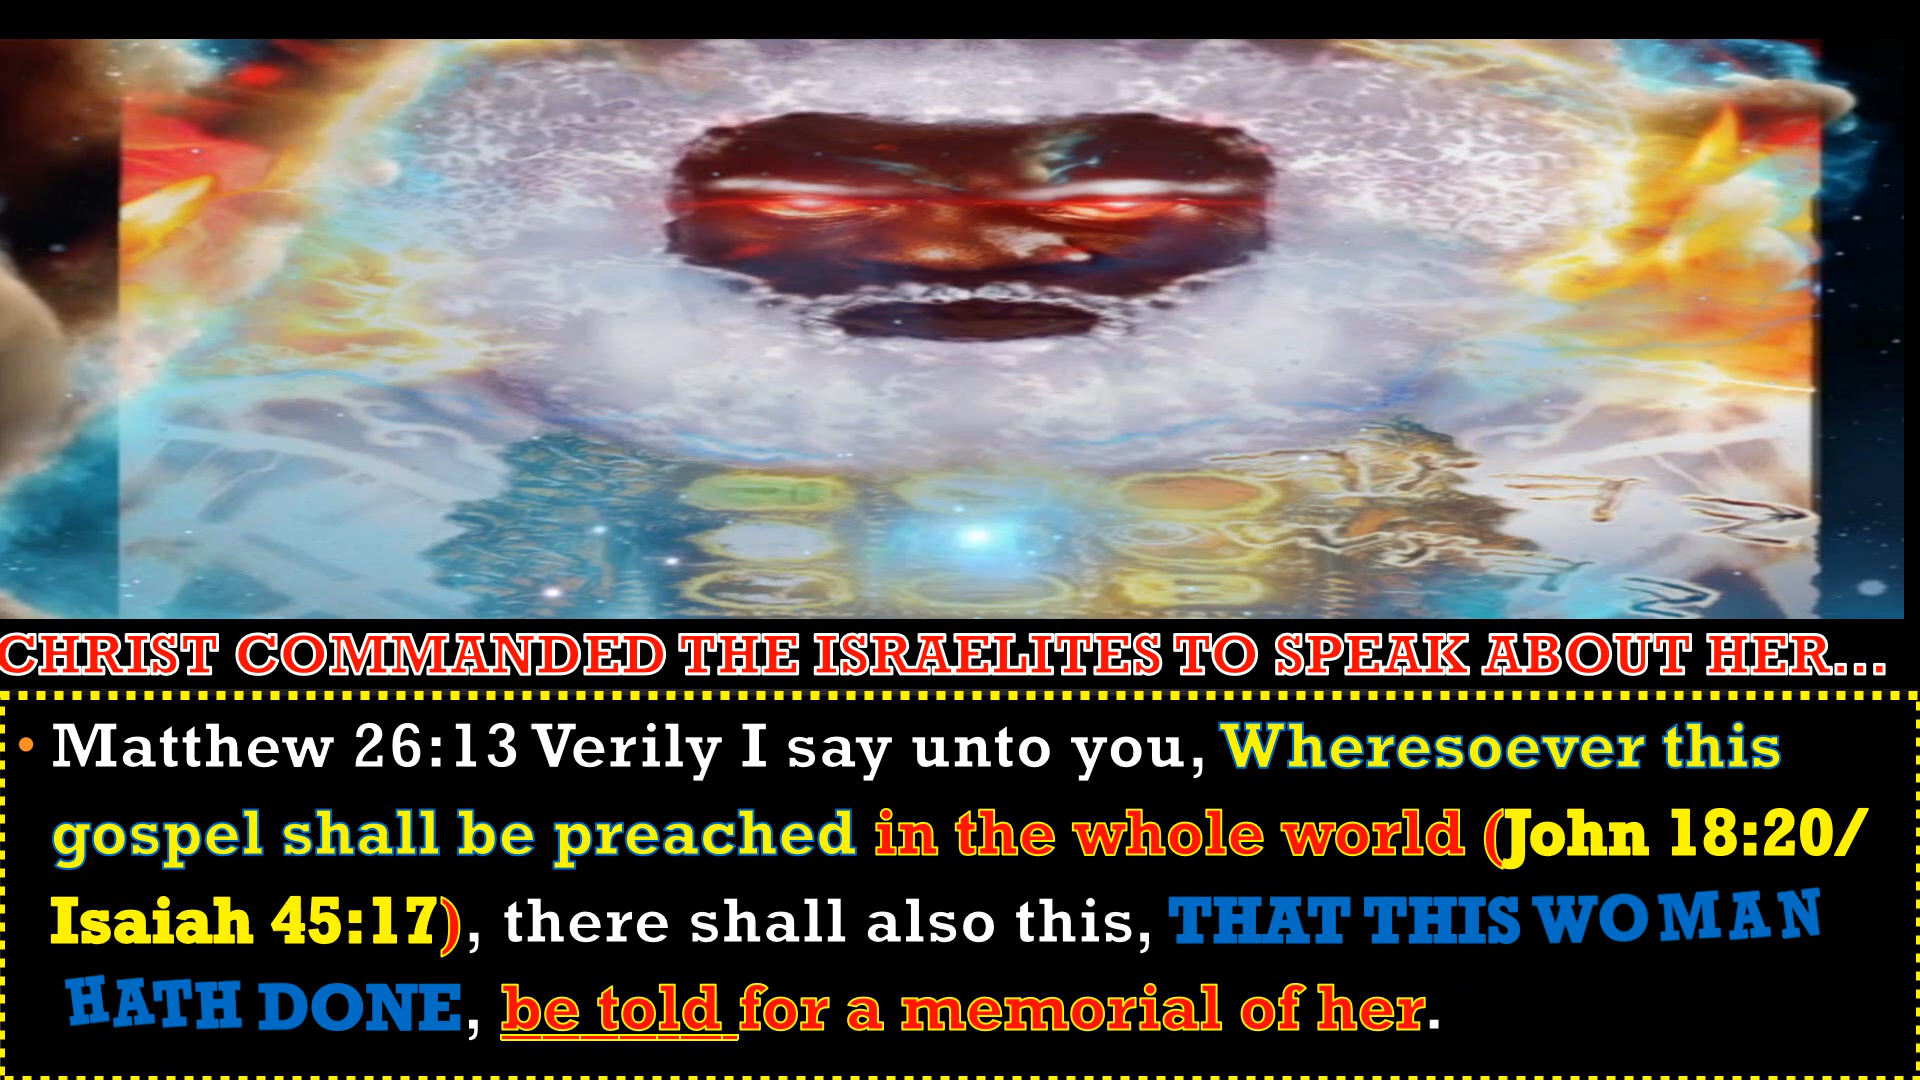 CHRIST COMMANDED THE ISRAELITES TO SPEAK ABOUT HER...
• Matthew 26:13 Verily I say unto you, Wheresoever this
gospel shall be preached in the whole world (John 18:20/
Isaiah 45:17), there shall also this, THAT THIS WOMAN
HATH DONE, be told for a memorial of her.